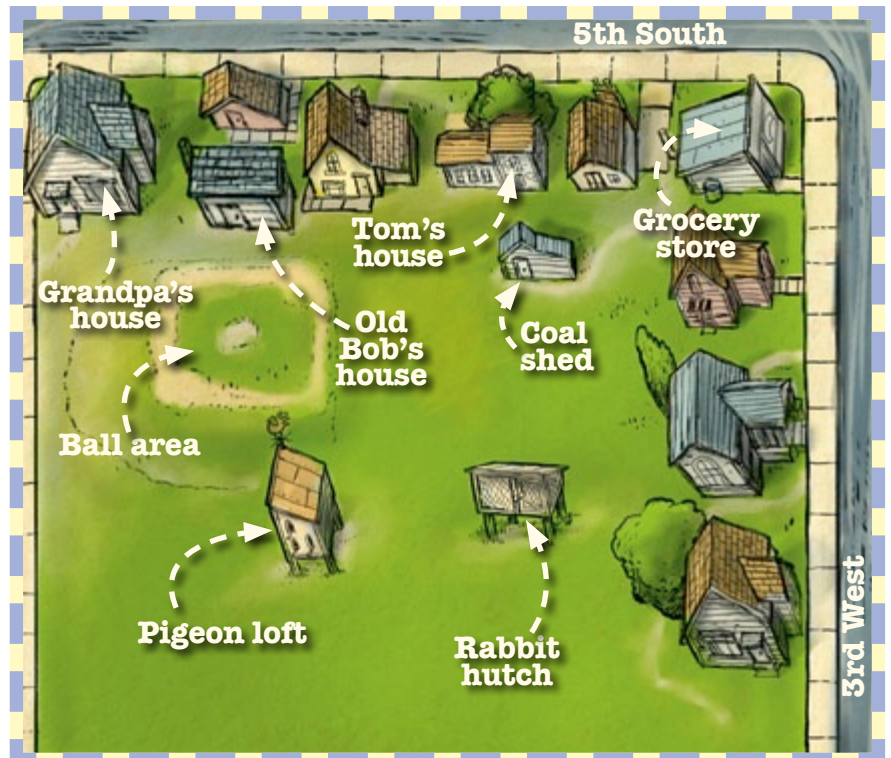 5th South
Tom's
house
Grocery
store
Grandpa's
house
Old
Bob's
house
Coal
shed
Ball area
Pigeon loft
Rabbit
hutch
3rd West